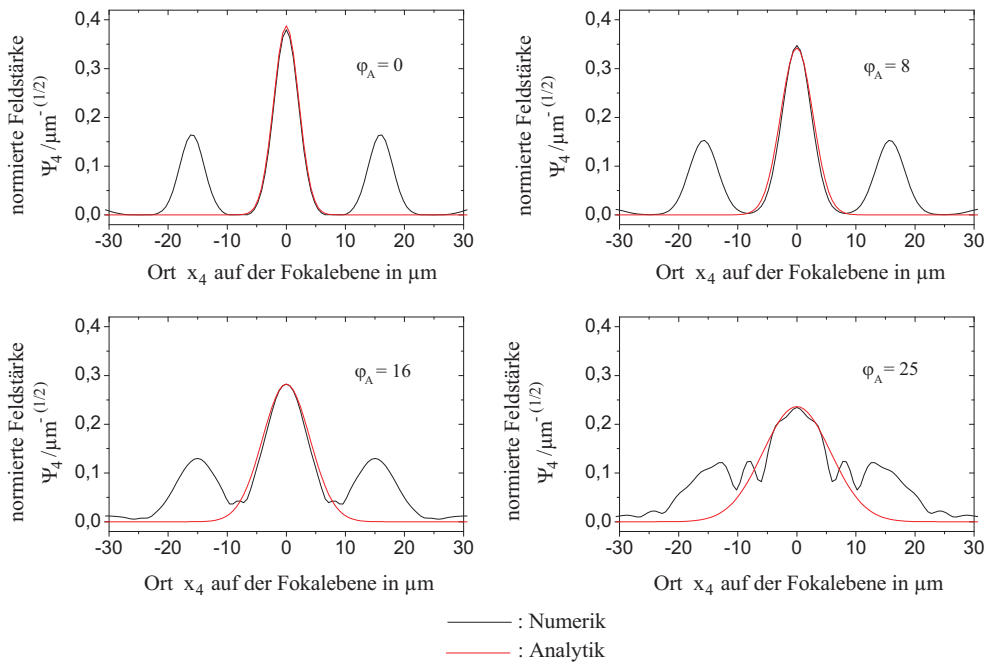 normierte Feldstärke
Ψ4 /µm-(1/2)
0,4
0,3
0,2
0,1
0,0
φA = 0
-30 -20 -10 0 10 20 30
Ort x4 auf der Fokalebene in µm
normierte Feldstärke
Ψ4 /µm-(1/2)
0,4
0,3
0,2
0,1
0,0
φA = 8
-30 -20 -10 0 10 20 30
Ort x4 auf der Fokalebene in µm
normierte Feldstärke
Ψ4 /µm-(1/2)
0,4
0,3
0,2
0,1
0,0
φA = 16
-30 -20 -10 0 10 20 30
Ort x4 auf der Fokalebene in µm
normierte Feldstärke
Ψ4 /µm-(1/2)
0,4
0,3
0,2
0,1
0,0
φA = 25
-30 -20 -10 0 10 20 30
Ort x4 auf der Fokalebene in µm
: Numerik
: Analytik